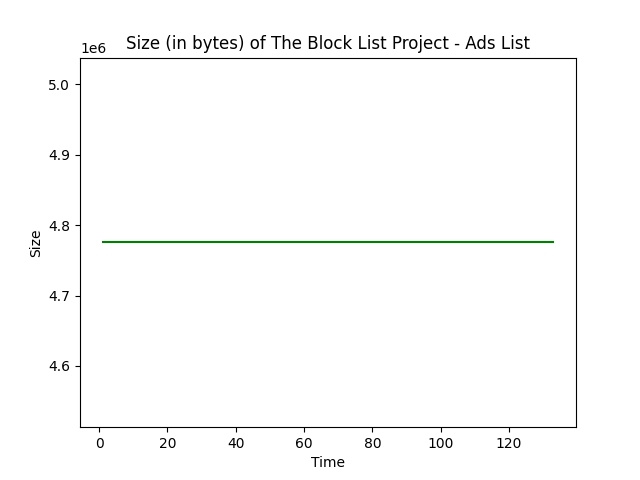 Size (in bytes) of The Block List Project - Ads List
1e6
5.0
4.9
4.8
4.7
4.6
Size
0 20 40 60 80 100 120
Time